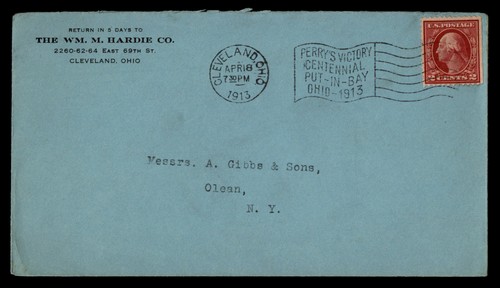 RETURN IN 5 DAYS TO
THE WM. M. HARDIE CO.
2260-62-64 EAST 69TH ST.
CLEVELAND, OHIO
CLEVELAND, OHIO
APR 18
7:30 PM
1913
PERRY'S VICTORY
CENTENNIAL
PUT-IN-BAY
OHIO-1913
U.S. POSTAGE
2 CENTS 2
Messrs. A. Gibbs & Sons,
Olean,
N. Y.